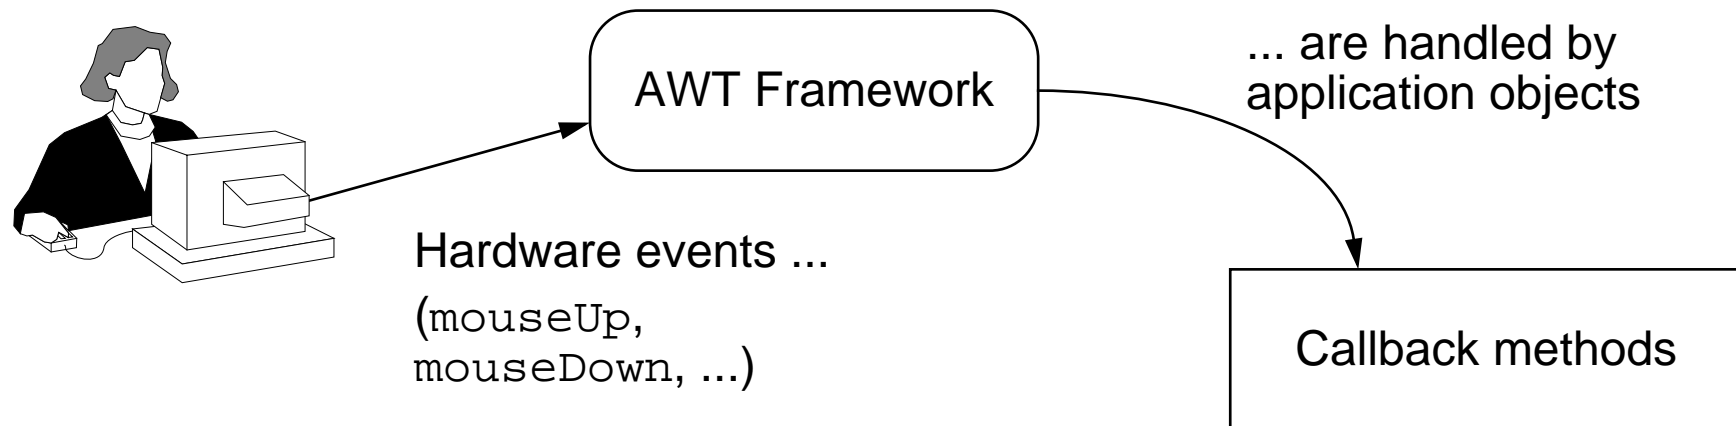 AWT Framework
... are handled by
application objects
Hardware events ...
(mouseUp,
mouseDown, ...)
Callback methods